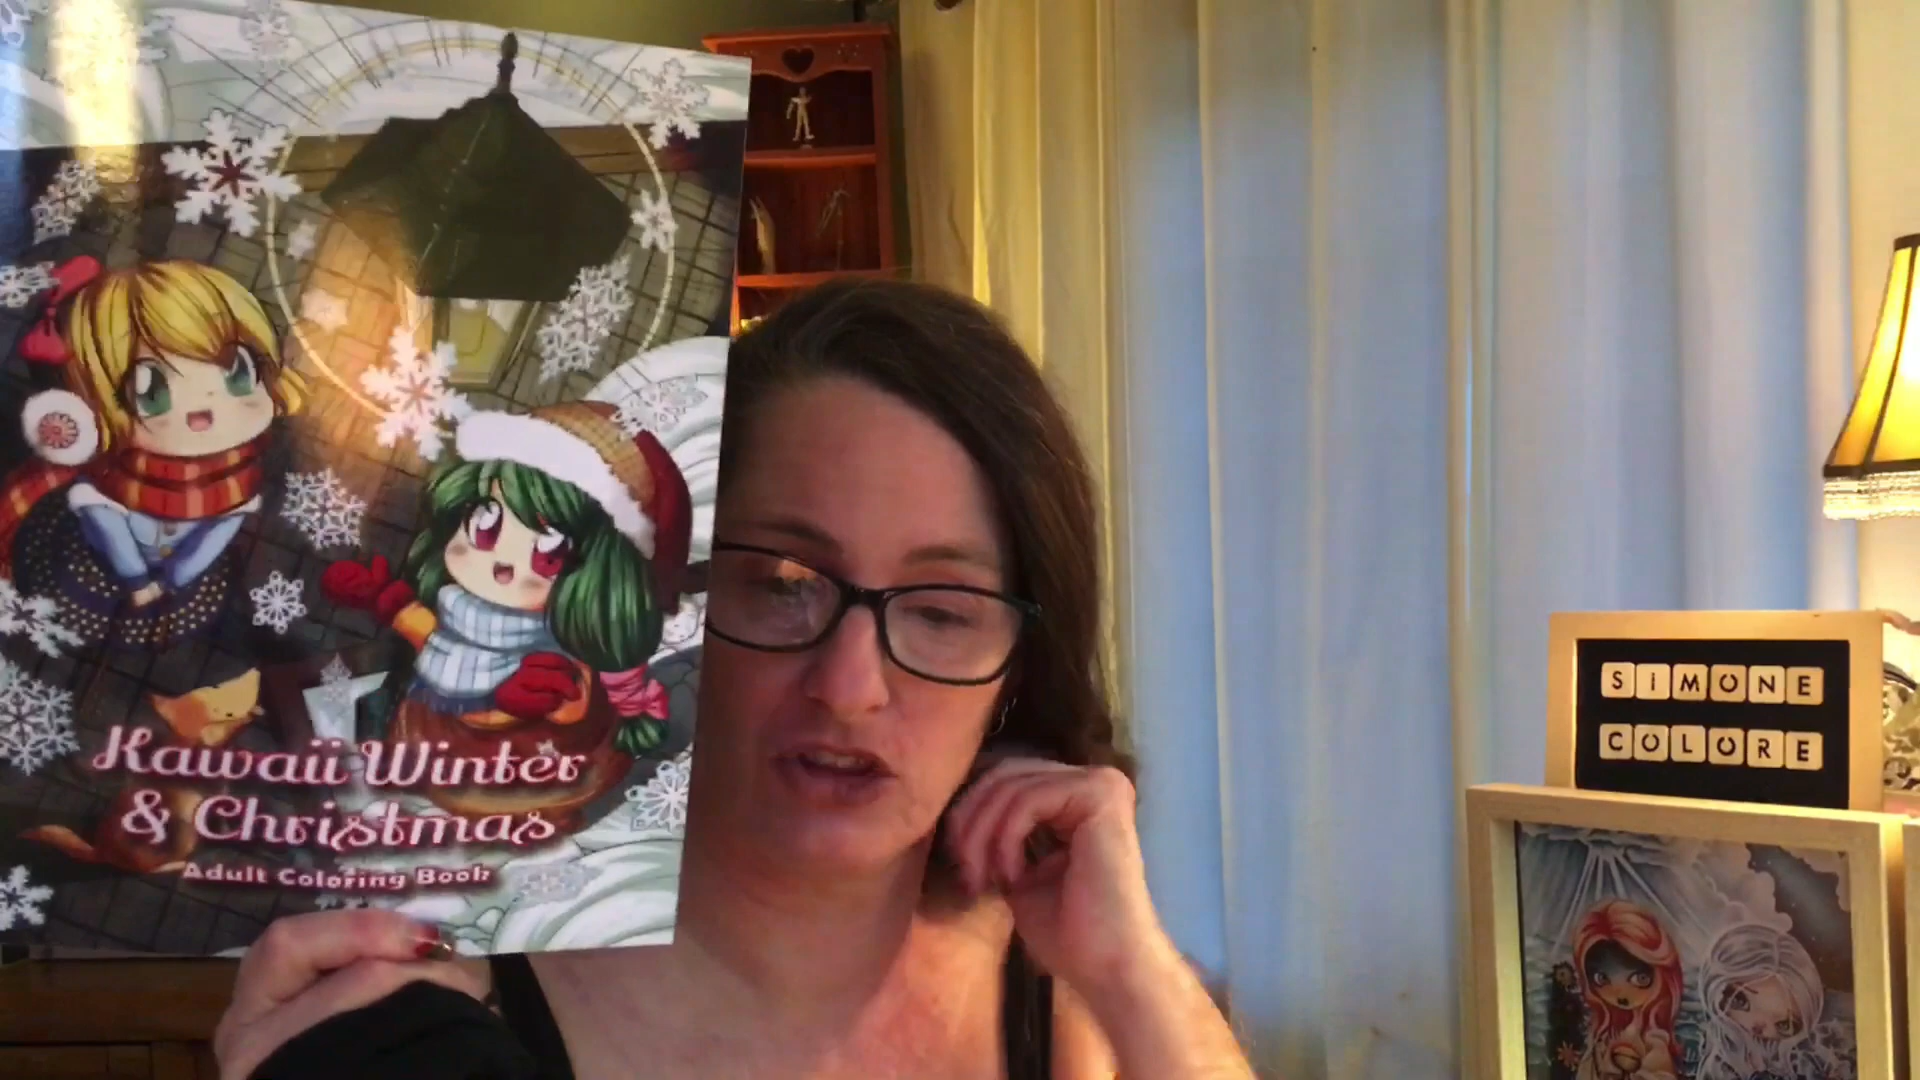 Kawaii Winter
& Christmas
Adult Coloring Book
SiMONE
COLORE